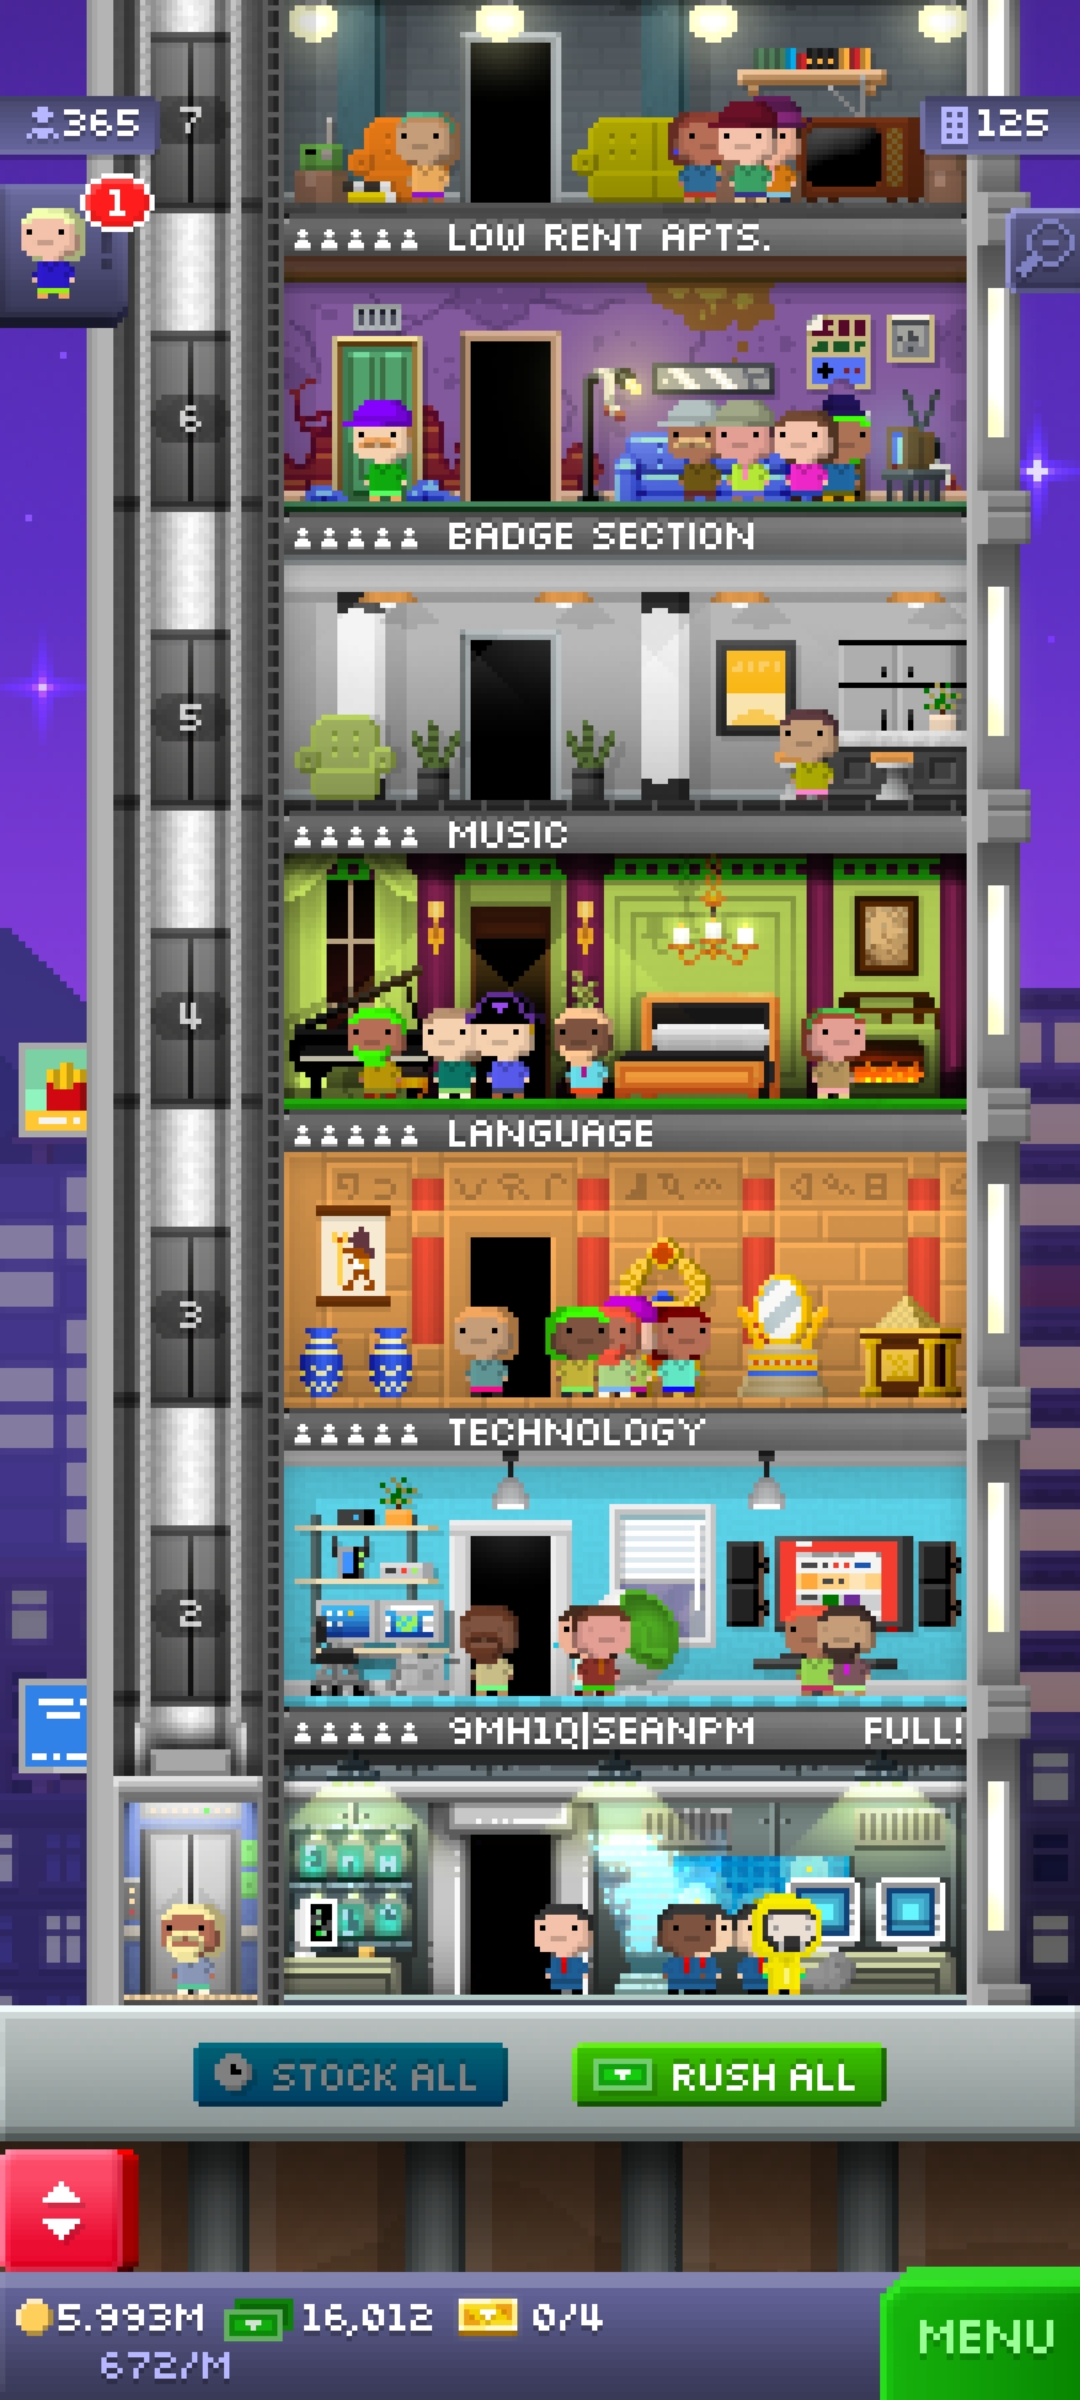 7
365
125
1
LOW RENT APTS.
6
BADGE SECTION
5
MUSIC
4
LANGUAGE
3
TECHNOLOGY
2
9MH1Q|SEANPM FULL!
STOCK ALL
RUSH ALL
5.993M 16,012 0/4
672/M
MENU